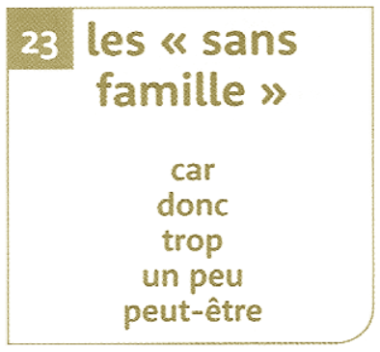 23 les « sans
famille »
car
donc
trop
un peu
peut-être